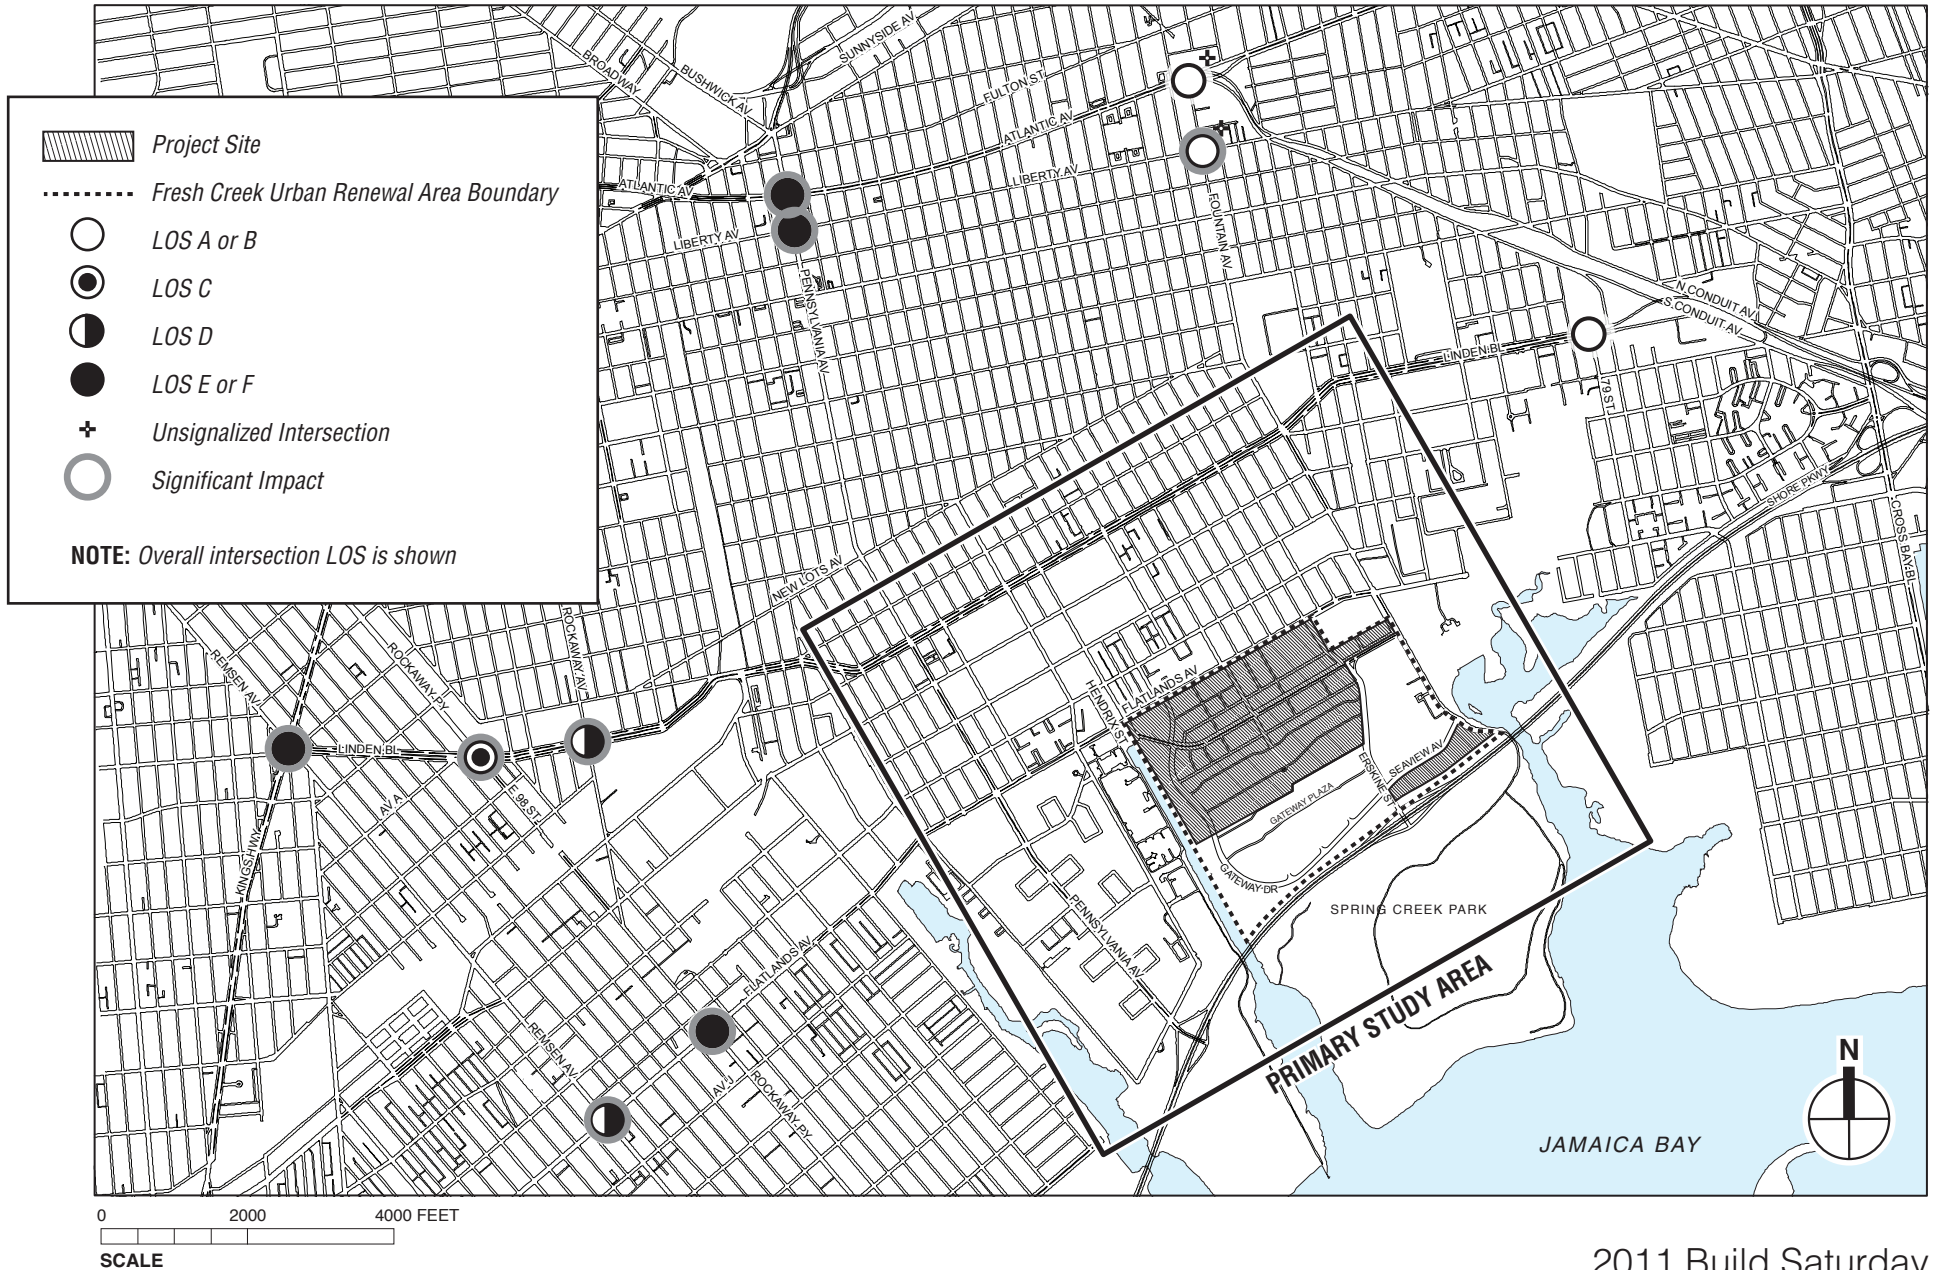 SUNNYSIDE AV
BROADWAY
BUSHWICK AV
FULTON ST.
ATLANTIC AV
Project Site
Fresh Creek Urban Renewal Area Boundary
LOS A or B
LOS C
LOS D
LOS E or F
Unsignalized Intersection
Significant Impact
NOTE: Overall intersection LOS is shown
ATLANTIC AV
LIBERTY AV
LIBERTY AV
FOUNTAIN AV
PENNSYLVANIA AV
N CONDUIT AV
S CONDUIT AV
LINDEN BL
79 ST.
SHORE PKWY
CROSS BAY BL
NEW LOTS AV
ROCKAWAY AV
ROCKAWAY PY
REMSEN AV
LINDEN BL
HENDRIX ST
FLATLANDS AV
AV A
E 98 ST.
KINGS HWY
ERSKINE ST
SEAVIEW AV
GATEWAY PLAZA
GATEWAY DR
PENNSYLVANIA AV
SPRING CREEK PARK
FLATLANDS AV
PRIMARY STUDY AREA
REMSEN AV
AV J
ROCKAWAY PY
N
JAMAICA BAY
0 2000 4000 FEET
SCALE
2011 Build Saturday